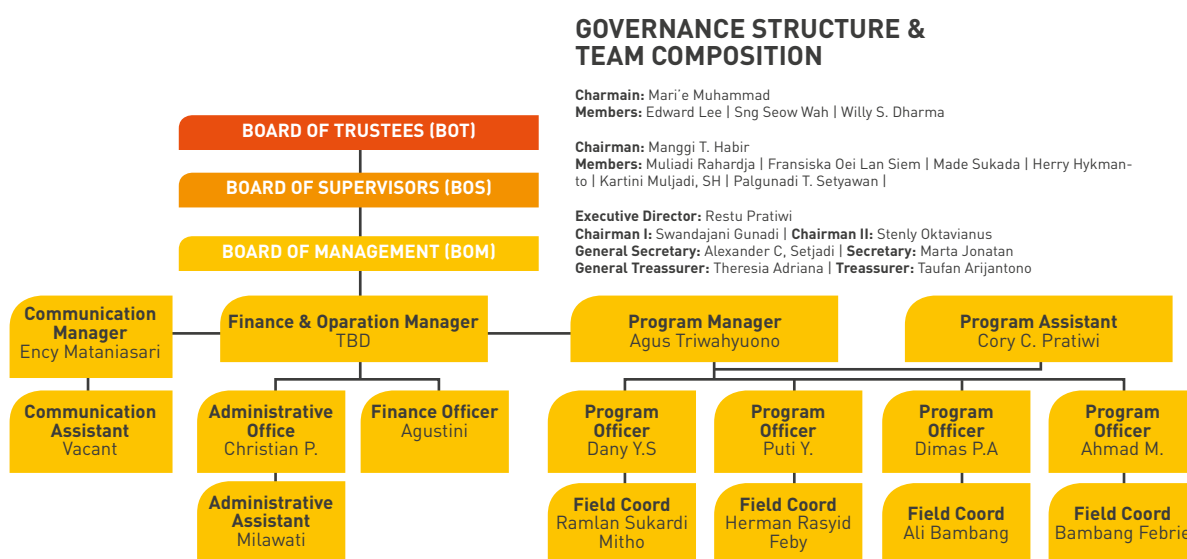 GOVERNANCE STRUCTURE &
TEAM COMPOSITION
Charmain: Mari’e Muhammad
Members: Edward Lee | Sng Seow Wah | Willy S. Dharma
BOARD OF TRUSTEES (BOT)
Chairman: Manggi T. Habir
Members: Muliadi Rahardja | Fransiska Oei Lan Siem | Made Sukada | Herry Hykman-
to | Kartini Muljadi, SH | Palgunadi T. Setyawan |
BOARD OF SUPERVISORS (BOS)
Executive Director: Restu Pratiwi
Chairman I: Swandajani Gunadi | Chairman II: Stenly Oktavianus
General Secretary: Alexander C, Setjadi | Secretary: Marta Jonatan
General Treassurer: Theresia Adriana | Treassurer: Taufan Arijantono
BOARD OF MANAGEMENT (BOM)
Communication
Manager
Ency Mataniasari
Finance & Oparation Manager
TBD
Program Manager
Agus Triwahyuono
Program Assistant
Cory C. Pratiwi
Communication
Assistant
Vacant
Administrative
Office
Christian P.
Finance Officer
Agustini
Program
Officer
Dany Y.S
Program
Officer
Puti Y.
Program
Officer
Dimas P.A
Program
Officer
Ahmad M.
Administrative
Assistant
Milawati
Field Coord
Ramlan Sukardi
Mitho
Field Coord
Herman Rasyid
Feby
Field Coord
Ali Bambang
Field Coord
Bambang Febrie